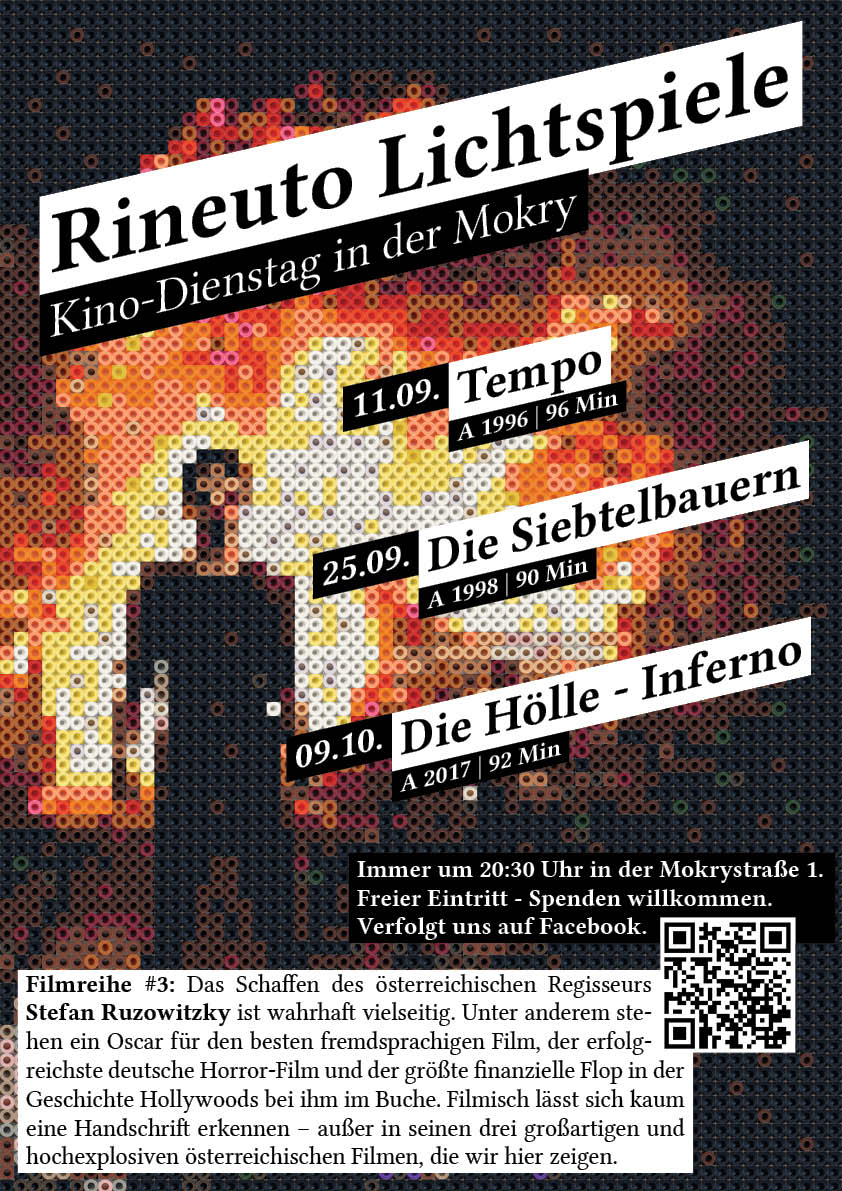 Rineuto Lichtspiele
Kino-Dienstag in der Mokry
11.09. Tempo
A 1996 | 96 Min
25.09. Die Siebtelbauern
A 1998 | 90 Min
09.10. Die Hölle - Inferno
A 2017 | 92 Min
Immer um 20:30 Uhr in der Mokrystraße 1.
Freier Eintritt - Spenden willkommen.
Verfolgt uns auf Facebook.
Filmreihe #3: Das Schaffen des österreichischen Regisseurs
Stefan Ruzowitzky ist wahrhaft vielseitig. Unter anderem ste-
hen ein Oscar für den besten fremdsprachigen Film, der erfolg-
reichste deutsche Horror-Film und der größte finanzielle Flop in der
Geschichte Hollywoods bei ihm im Buche. Filmisch lässt sich kaum
eine Handschrift erkennen – außer in seinen drei großartigen und
hochexplosiven österreichischen Filmen, die wir hier zeigen.